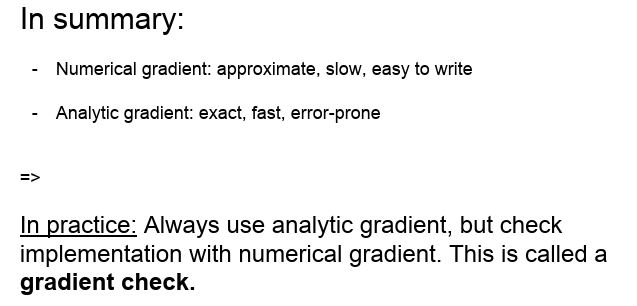 In summary:
- Numerical gradient: approximate, slow, easy to write
- Analytic gradient: exact, fast, error-prone
=>
In practice: Always use analytic gradient, but check
implementation with numerical gradient. This is called a
gradient check.